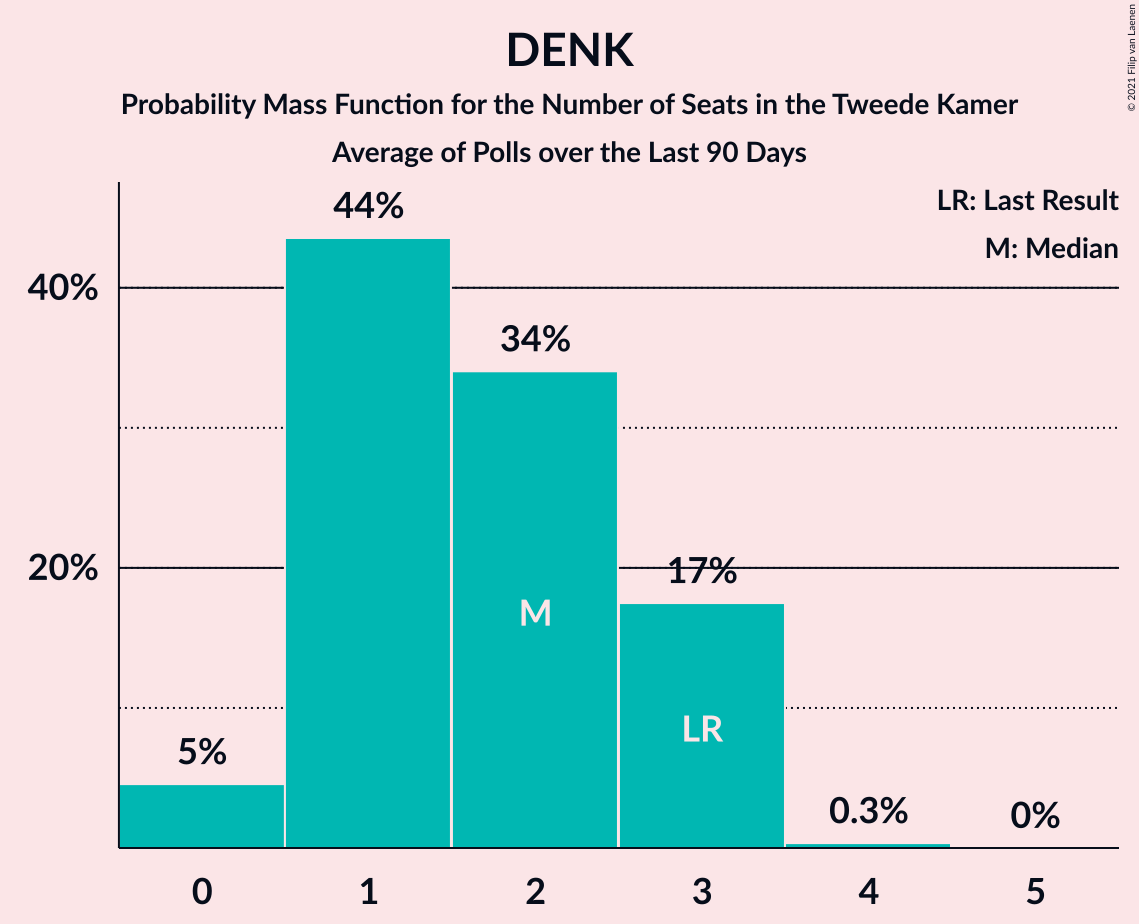 DENK
Probability Mass Function for the Number of Seats in the Tweede Kamer
Average of Polls over the Last 90 Days
© 2021 Filip van Laenen
LR: Last Result
M: Median
44%
40%
34%
20%
17%
M
LR
5%
0.3%
0%
0 1 2 3 4 5